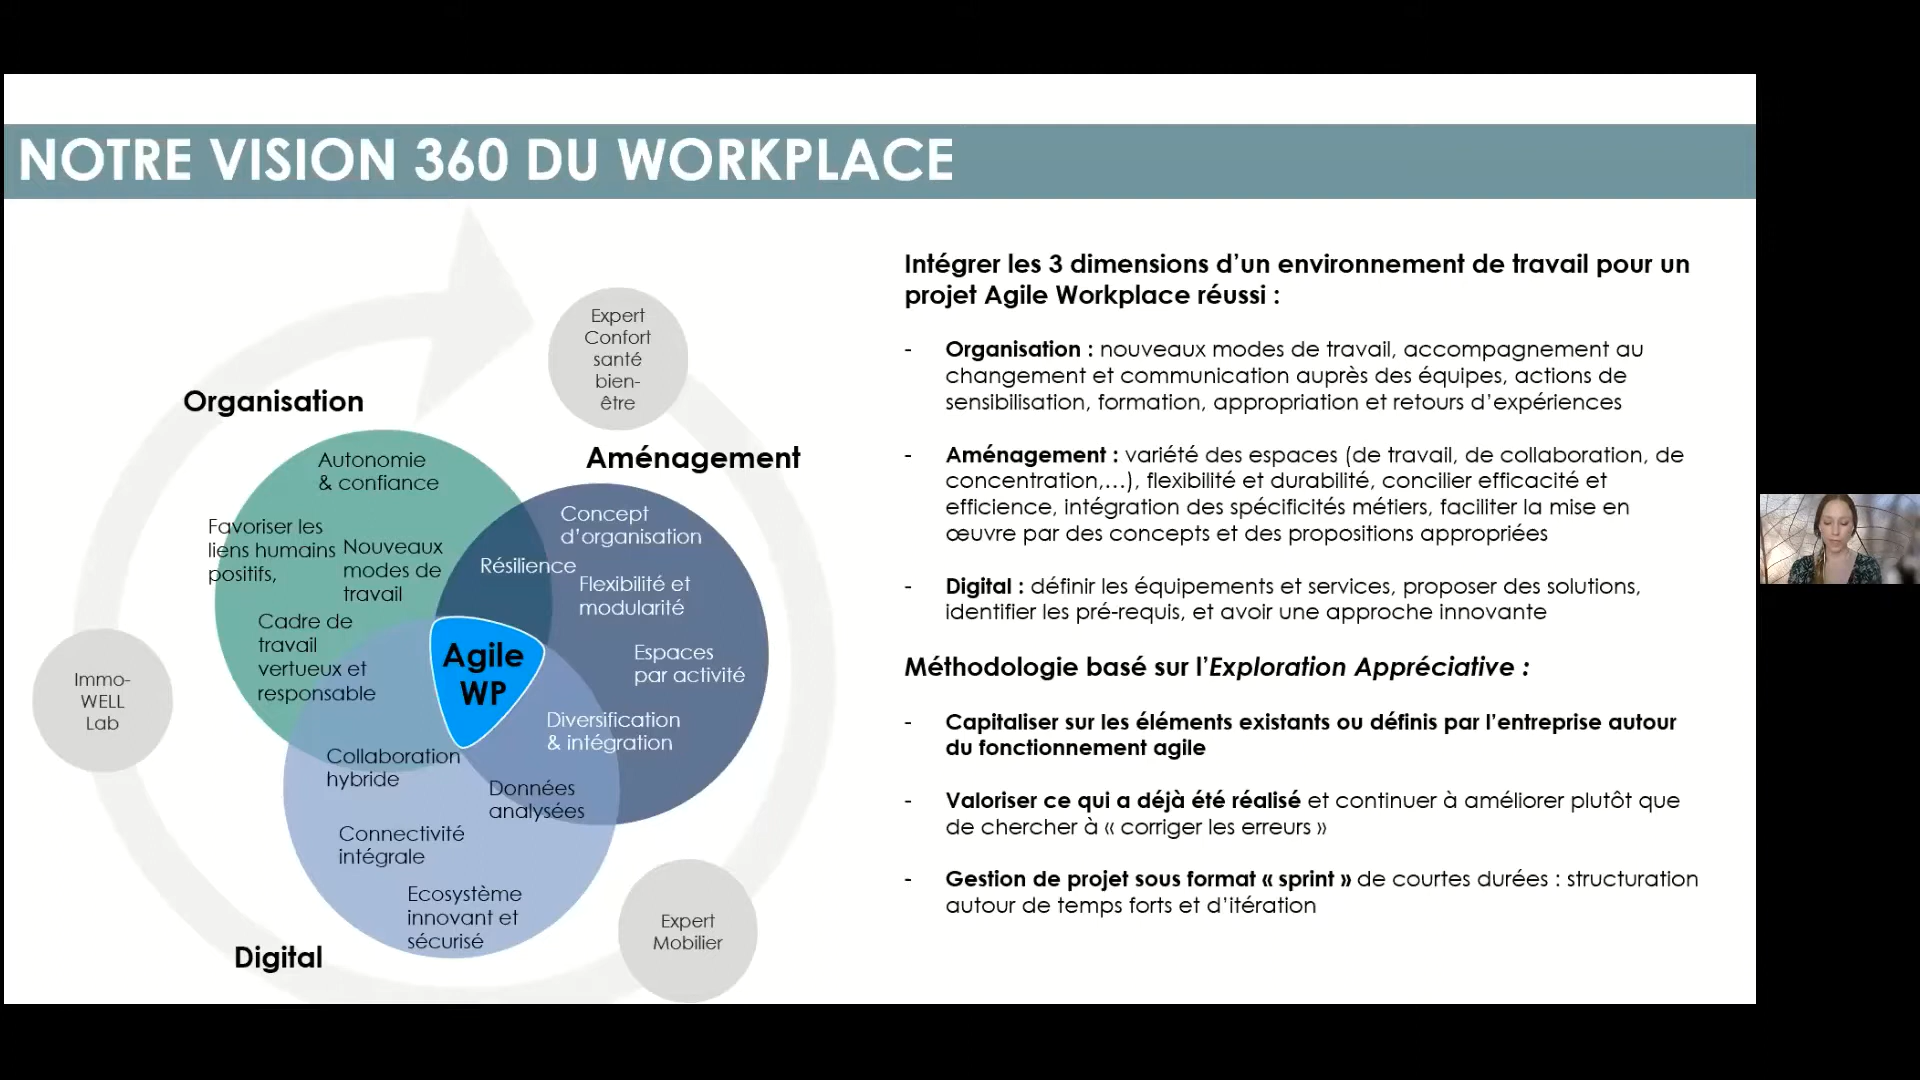 NOTRE VISION 360 DU WORKPLACE
Expert
Confort
santé
bien-
être
Organisation
Aménagement
Autonomie
& confiance
Favoriser les
liens humains
positifs,
Nouveaux
modes de
travail
Cadre de
travail
vertueux et
responsable
Concept
d’organisation
Résilience
Flexibilité et
modularité
Espaces
par activité
Diversification
& intégration
Agile
WP
Immo-
WELL
Lab
Collaboration
hybride
Données
analysées
Connectivité
intégrale
Ecosystème
innovant et
sécurisé
Digital
Expert
Mobilier
Intégrer les 3 dimensions d’un environnement de travail pour un
projet Agile Workplace réussi :
- Organisation : nouveaux modes de travail, accompagnement au
changement et communication auprès des équipes, actions de
sensibilisation, formation, appropriation et retours d’expériences
- Aménagement : variété des espaces (de travail, de collaboration, de
concentration,…), flexibilité et durabilité, concilier efficacité et
efficience, intégration des spécificités métiers, faciliter la mise en
œuvre par des concepts et des propositions appropriées
- Digital : définir les équipements et services, proposer des solutions,
identifier les pré-requis, et avoir une approche innovante
Méthodologie basé sur l’Exploration Appréciative :
- Capitaliser sur les éléments existants ou définis par l’entreprise autour
du fonctionnement agile
- Valoriser ce qui a déjà été réalisé et continuer à améliorer plutôt que
de chercher à « corriger les erreurs »
- Gestion de projet sous format « sprint » de courtes durées : structuration
autour de temps forts et d’itération